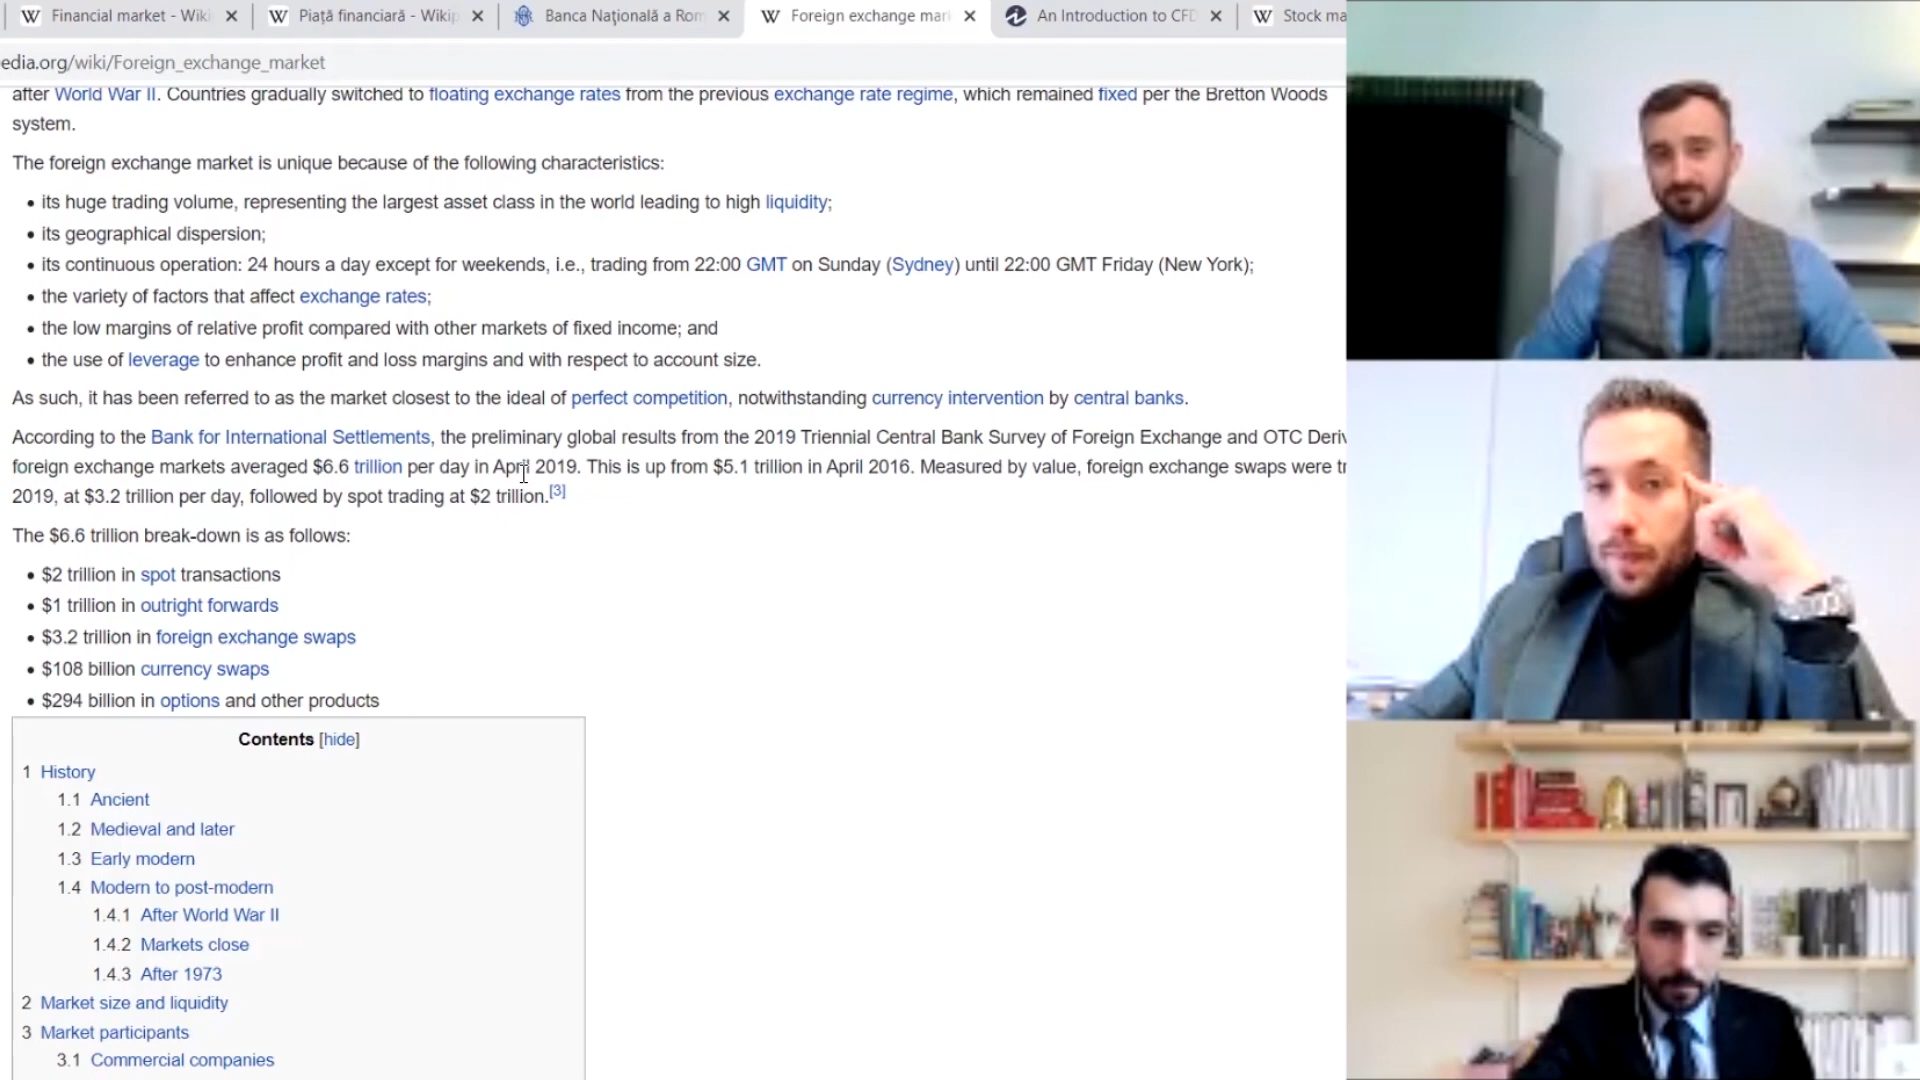 Financial market - Wiki
Piață financiară - Wikip
Banca Națională a Rom
Foreign exchange mar
An Introduction to CFD
Stock ma
edia.org/wiki/Foreign_exchange_market
after World War II. Countries gradually switched to floating exchange rates from the previous exchange rate regime, which remained fixed per the Bretton Woods
system.
The foreign exchange market is unique because of the following characteristics:
• its huge trading volume, representing the largest asset class in the world leading to high liquidity;
• its geographical dispersion;
• its continuous operation: 24 hours a day except for weekends, i.e., trading from 22:00 GMT on Sunday (Sydney) until 22:00 GMT Friday (New York);
• the variety of factors that affect exchange rates;
• the low margins of relative profit compared with other markets of fixed income; and
• the use of leverage to enhance profit and loss margins and with respect to account size.
As such, it has been referred to as the market closest to the ideal of perfect competition, notwithstanding currency intervention by central banks.
According to the Bank for International Settlements, the preliminary global results from the 2019 Triennial Central Bank Survey of Foreign Exchange and OTC Deriv
foreign exchange markets averaged $6.6 trillion per day in April 2019. This is up from $5.1 trillion in April 2016. Measured by value, foreign exchange swaps were tr
2019, at $3.2 trillion per day, followed by spot trading at $2 trillion.[3]
The $6.6 trillion break-down is as follows:
• $2 trillion in spot transactions
• $1 trillion in outright forwards
• $3.2 trillion in foreign exchange swaps
• $108 billion currency swaps
• $294 billion in options and other products
Contents [hide]
1 History
1.1 Ancient
1.2 Medieval and later
1.3 Early modern
1.4 Modern to post-modern
1.4.1 After World War II
1.4.2 Markets close
1.4.3 After 1973
2 Market size and liquidity
3 Market participants
3.1 Commercial companies